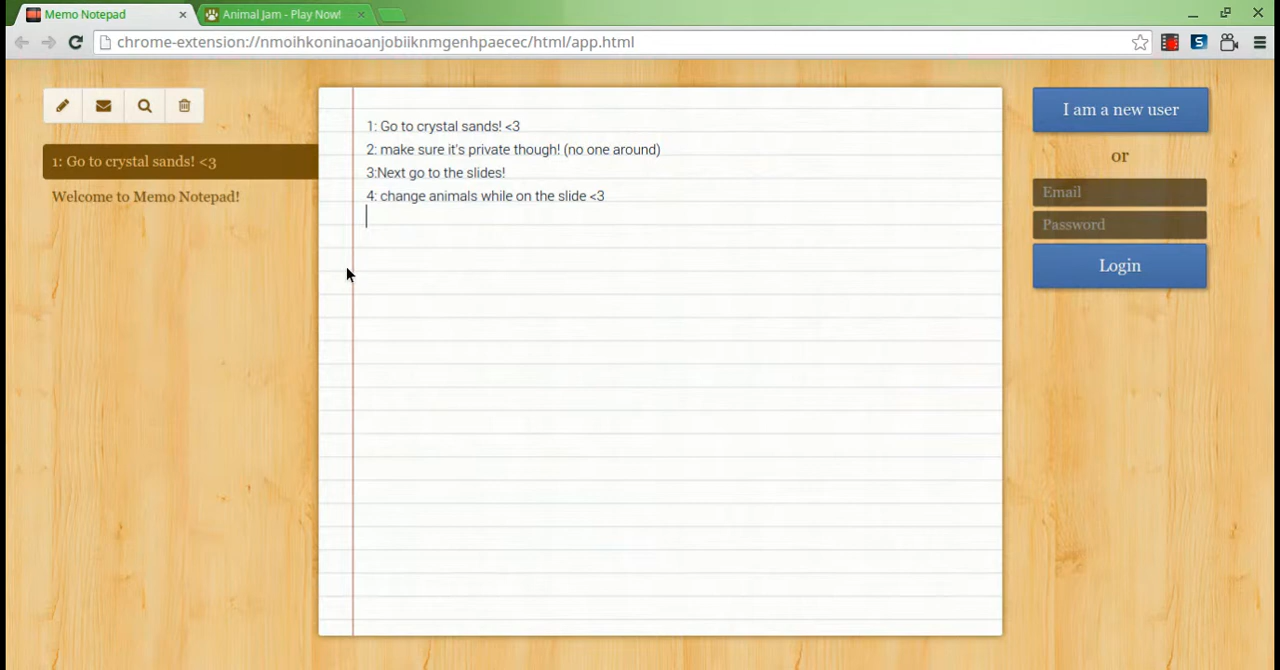 Memo Notepad
Animal Jam - Play Now!
chrome-extension://nmoihkoninaoanjobiiknmgenhpaecec/html/app.html
1: Go to crystal sands! <3
Welcome to Memo Notepad!
1: Go to crystal sands! <3
2: make sure it's private though! (no one around)
3:Next go to the slides!
4: change animals while on the slide <3
I am a new user
or
Email
Password
Login